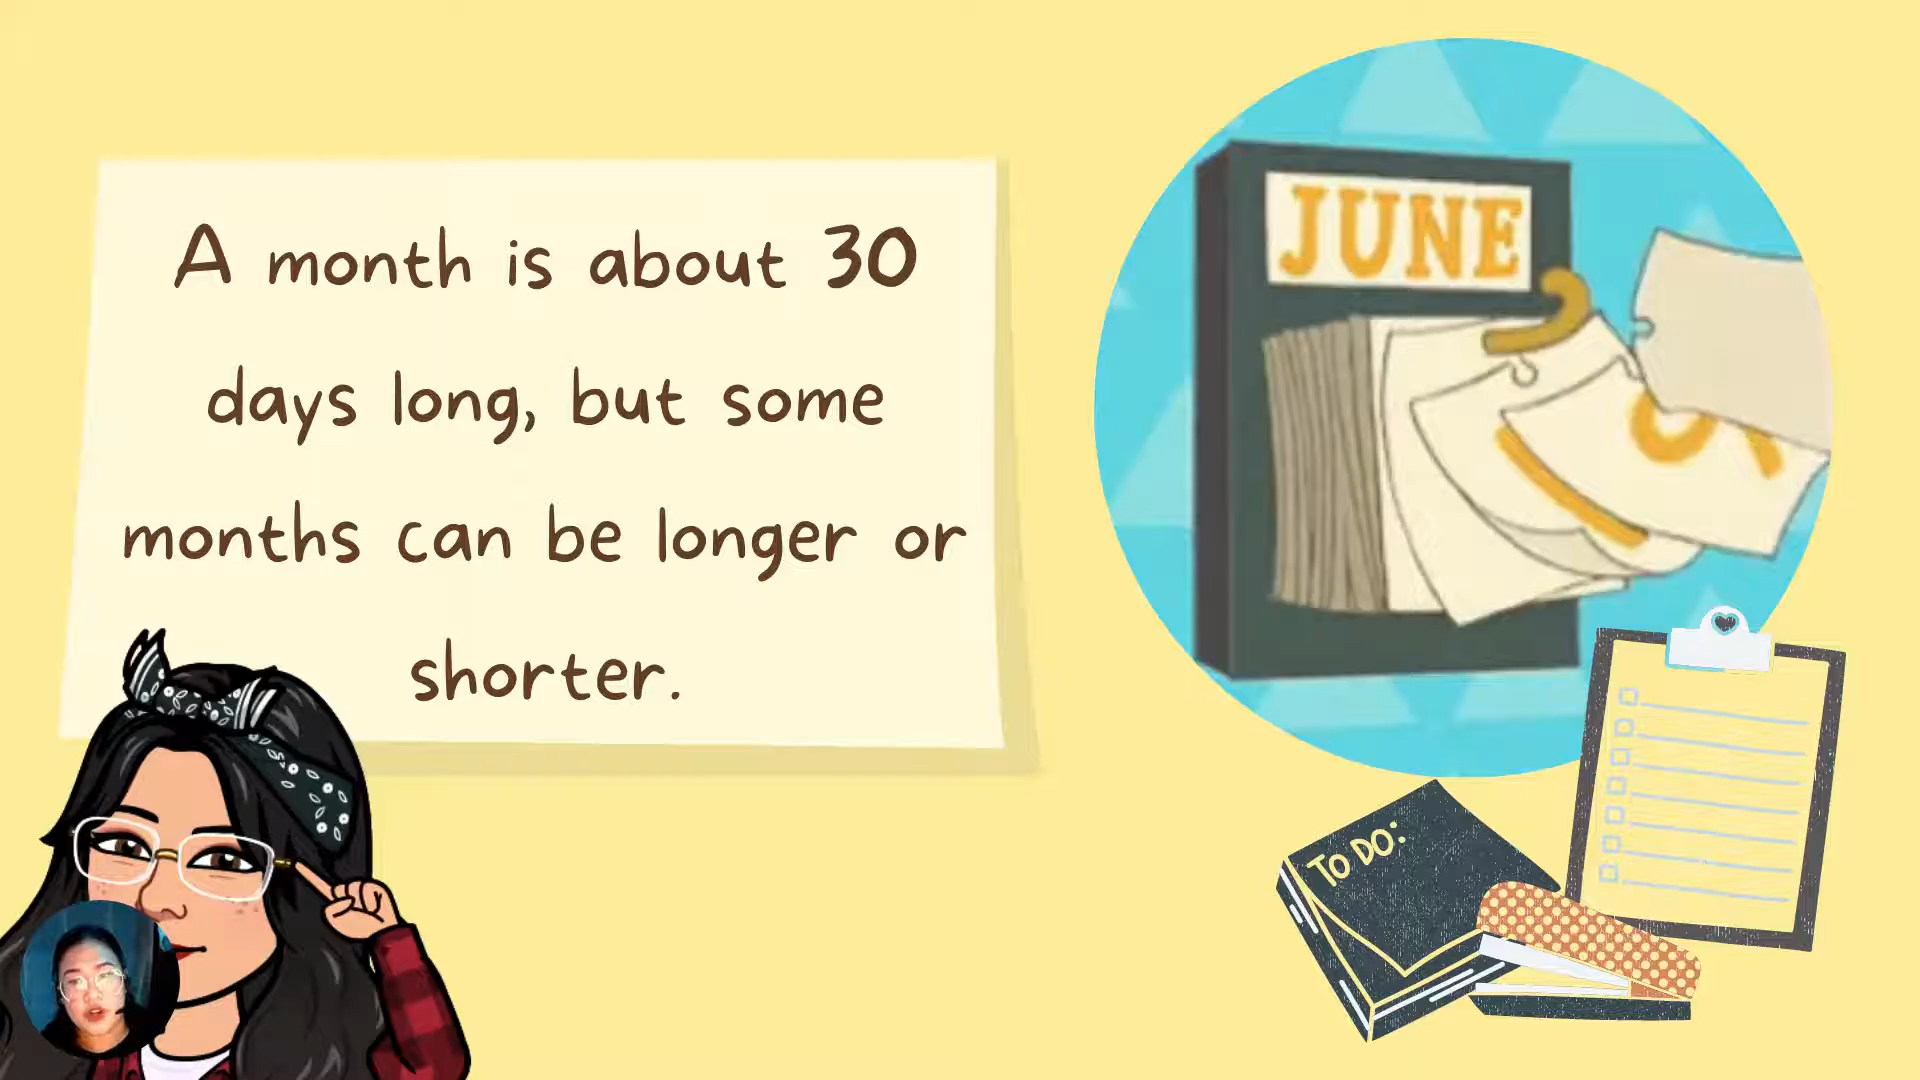 A month is about 30
days long, but some
months can be longer or
shorter.
JUNE
TO DO: